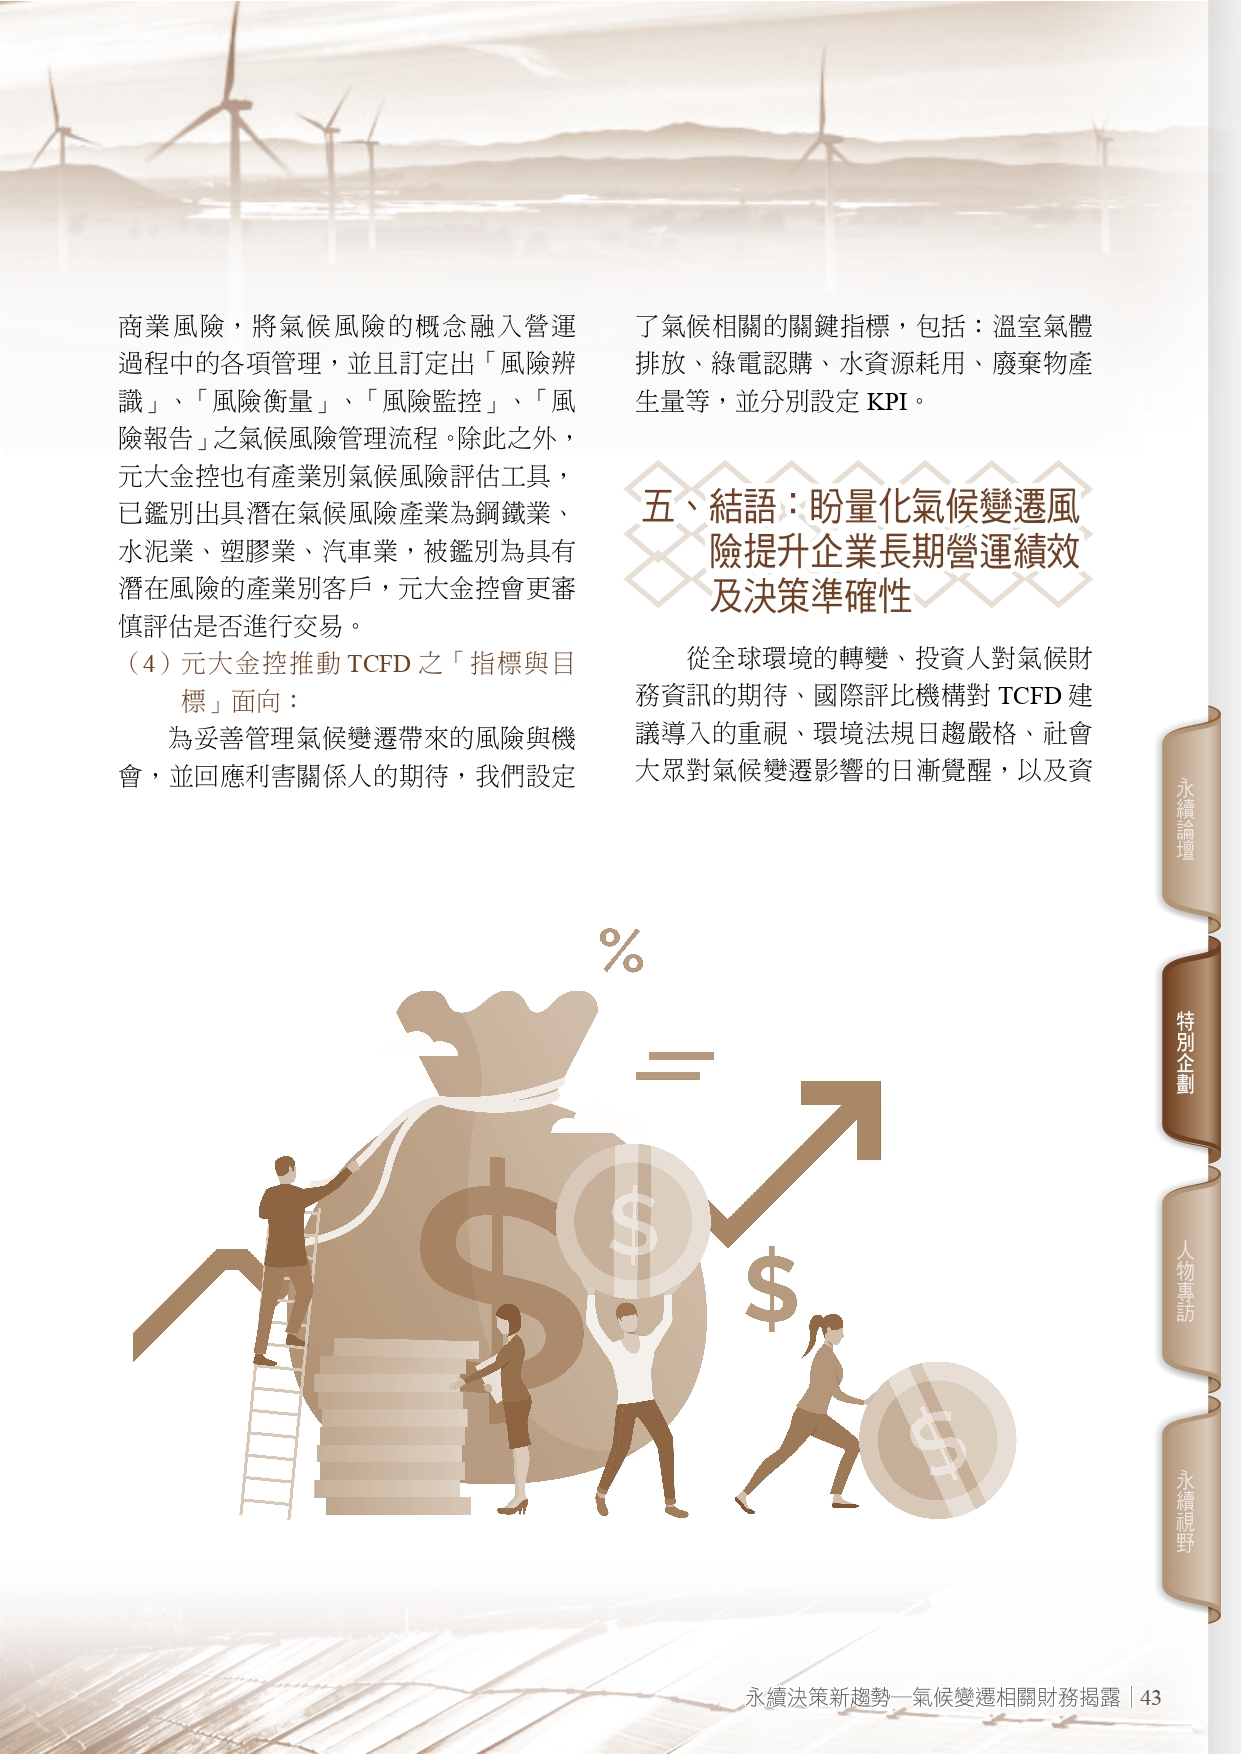 商業風險，將氣候風險的概念融入營運
過程中的各項管理，並且訂定出「風險辨
識」、「風險衡量」、「風險監控」、「風
險報告」之氣候風險管理流程。除此之外，
元大金控也有產業別氣候風險評估工具，
已鑑別出具潛在氣候風險產業為鋼鐵業、
水泥業、塑膠業、汽車業，被鑑別為具有
潛在風險的產業別客戶，元大金控會更審
慎評估是否進行交易。
（4）元大金控推動 TCFD 之「指標與目
標」面向：
為妥善管理氣候變遷帶來的風險與機
會，並回應利害關係人的期待，我們設定
了氣候相關的關鍵指標，包括：溫室氣體
排放、綠電認購、水資源耗用、廢棄物產
生量等，並分別設定 KPI。
五、結語：盼量化氣候變遷風
險提升企業長期營運績效
及決策準確性
從全球環境的轉變、投資人對氣候財
務資訊的期待、國際評比機構對 TCFD 建
議導入的重視、環境法規日趨嚴格、社會
大眾對氣候變遷影響的日漸覺醒，以及資
%
$
$
$
$
永續論壇
特別企劃
人物專訪
永續視野
永續決策新趨勢—氣候變遷相關財務揭露｜43